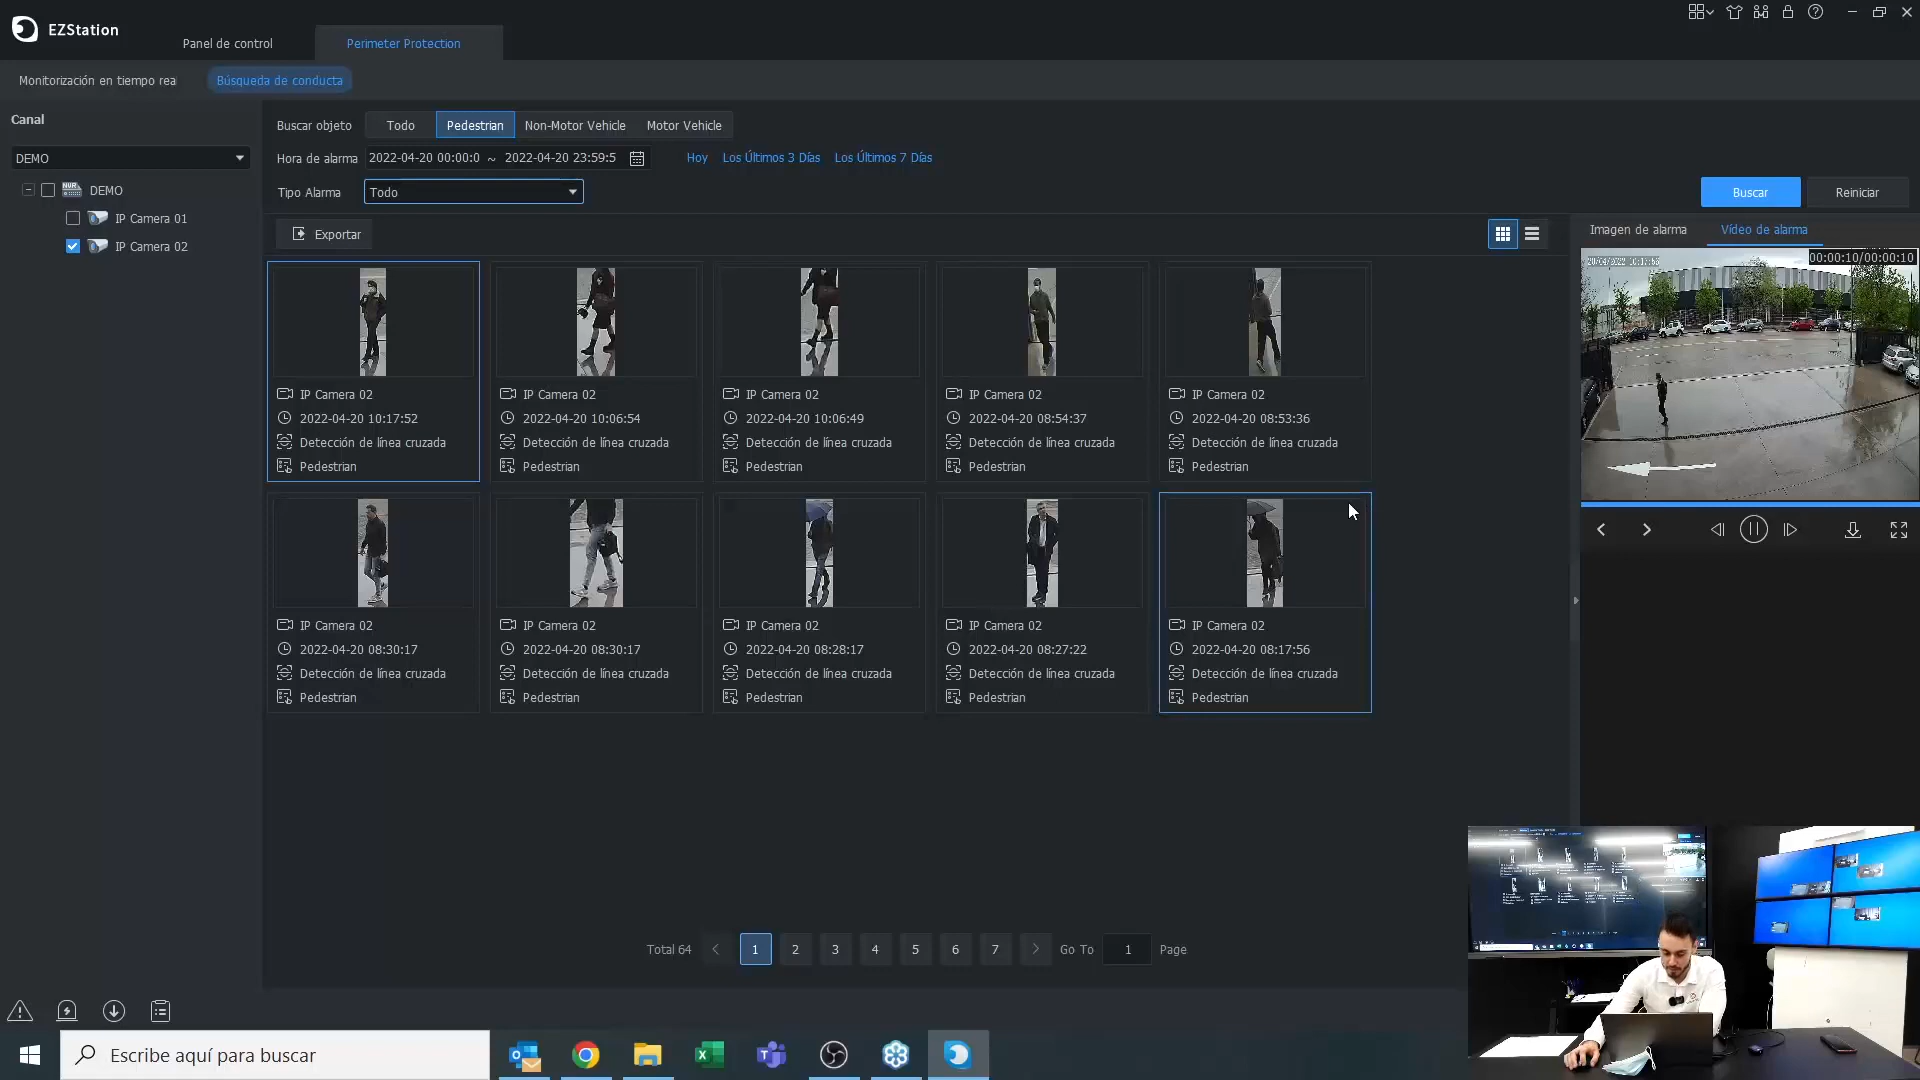 EZStation
Panel de control
Perimeter Protection
Monitorización en tiempo rea
Búsqueda de conducta
Canal
DEMO
NVR DEMO
IP Camera 01
IP Camera 02
Buscar objeto Todo Pedestrian Non-Motor Vehicle Motor Vehicle
Hora de alarma 2022-04-20 00:00:0 ~ 2022-04-20 23:59:5 Hoy Los Últimos 3 Días Los Últimos 7 Días
Tipo Alarma Todo
Buscar Reiniciar
Exportar
Imagen de alarma Vídeo de alarma
20/04/2022 10:17:56 00:00:10/00:00:10
IP Camera 02 IP Camera 02 IP Camera 02 IP Camera 02 IP Camera 02
2022-04-20 10:17:52 2022-04-20 10:06:54 2022-04-20 10:06:49 2022-04-20 08:54:37 2022-04-20 08:53:36
Detección de línea cruzada Detección de línea cruzada Detección de línea cruzada Detección de línea cruzada Detección de línea cruzada
Pedestrian Pedestrian Pedestrian Pedestrian Pedestrian
IP Camera 02 IP Camera 02 IP Camera 02 IP Camera 02 IP Camera 02
2022-04-20 08:30:17 2022-04-20 08:30:17 2022-04-20 08:28:17 2022-04-20 08:27:22 2022-04-20 08:17:56
Detección de línea cruzada Detección de línea cruzada Detección de línea cruzada Detección de línea cruzada Detección de línea cruzada
Pedestrian Pedestrian Pedestrian Pedestrian Pedestrian
Total 64 < 1 2 3 4 5 6 7 > Go To 1 Page
Escribe aquí para buscar